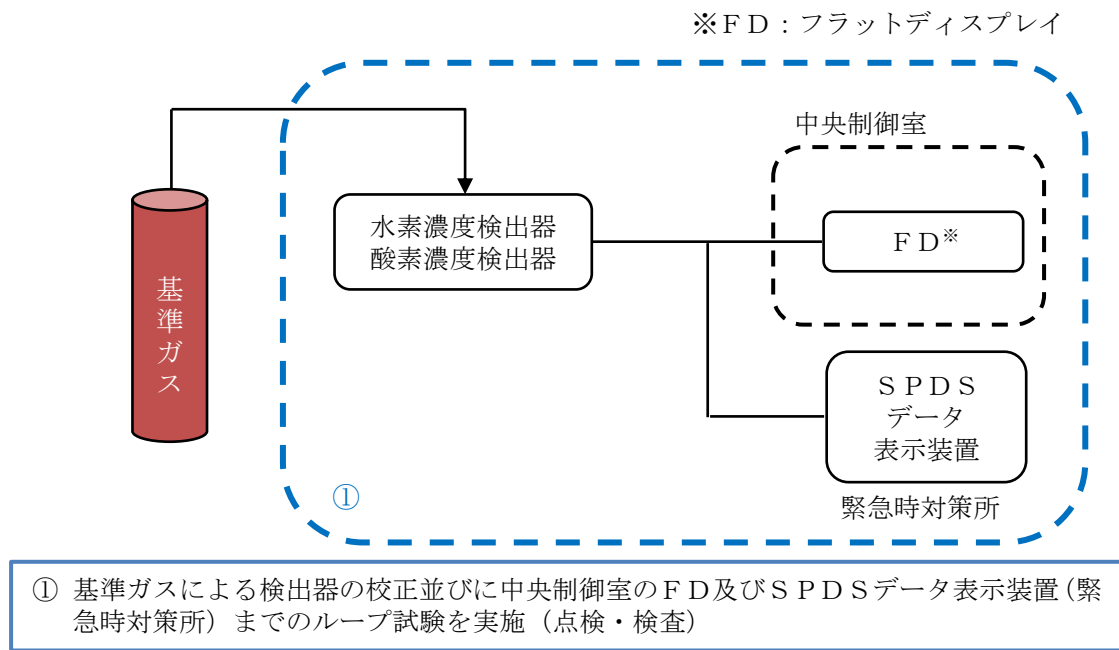 ※ＦＤ：フラットディスプレイ
中央制御室
水素濃度検出器
酸素濃度検出器
ＦＤ※
基準ガス
ＳＰＤＳ
データ
表示装置
①
緊急時対策所
① 基準ガスによる検出器の校正並びに中央制御室のＦＤ及びＳＰＤＳデータ表示装置（緊
急時対策所）までのループ試験を実施（点検・検査）